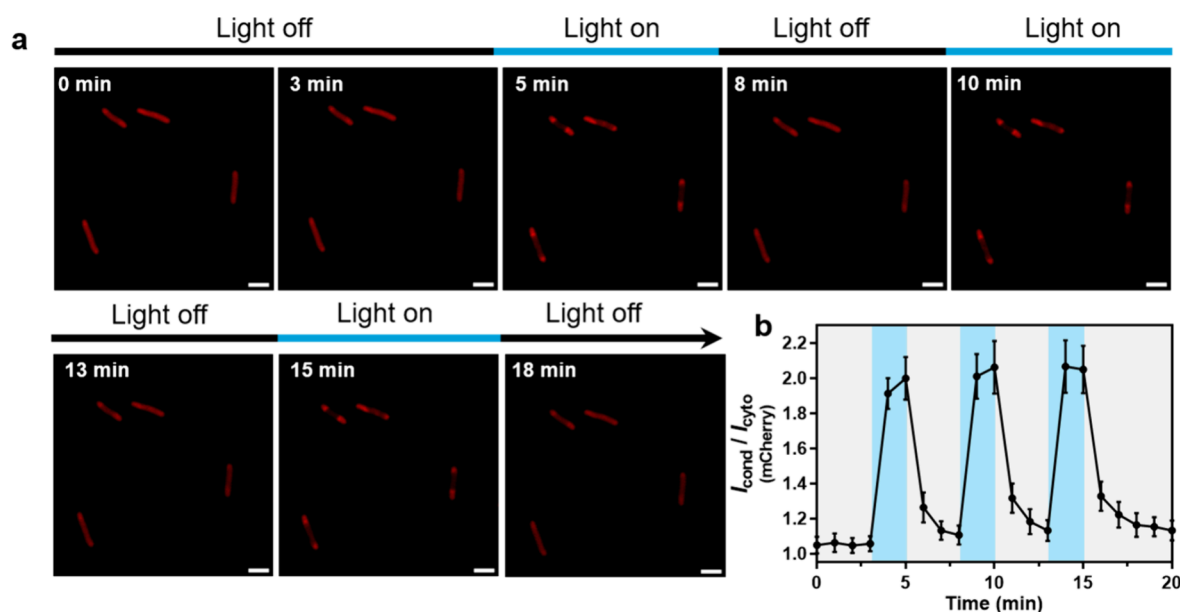 a
Light off
Light on
Light off
Light on
0 min
3 min
5 min
8 min
10 min
Light off
Light on
Light off
13 min
15 min
18 min
b
2.2
2.0
1.8
1.6
1.4
1.2
1.0
Icond / Icyto
(mCherry)
0
5
10
15
20
Time (min)